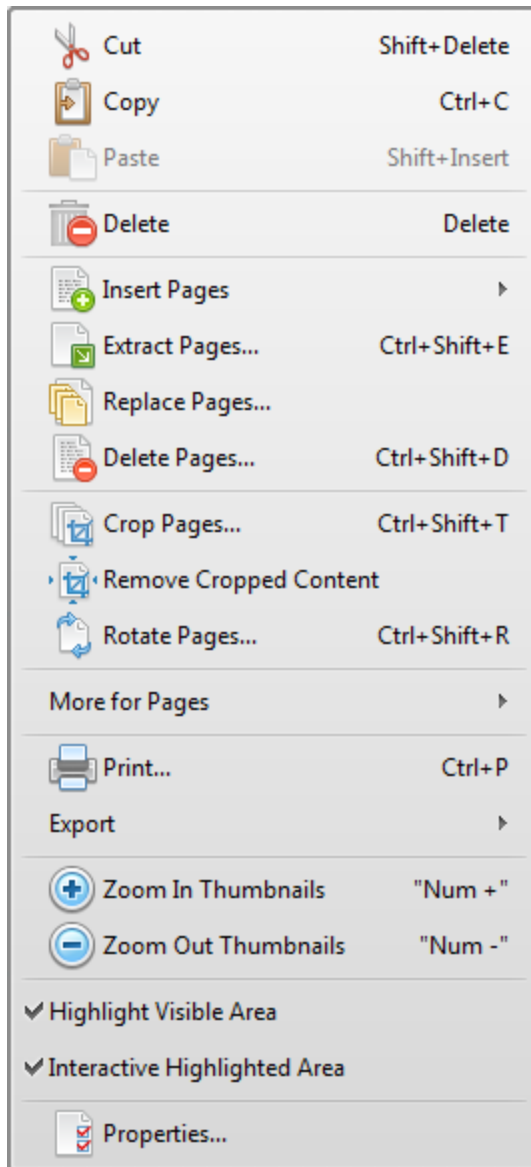 Cut Shift+Delete
Copy Ctrl+C
Paste Shift+Insert
Delete Delete
Insert Pages
Extract Pages... Ctrl+Shift+E
Replace Pages...
Delete Pages... Ctrl+Shift+D
Crop Pages... Ctrl+Shift+T
Remove Cropped Content
Rotate Pages... Ctrl+Shift+R
More for Pages
Print... Ctrl+P
Export
Zoom In Thumbnails "Num +"
Zoom Out Thumbnails "Num -"
Highlight Visible Area
Interactive Highlighted Area
Properties...